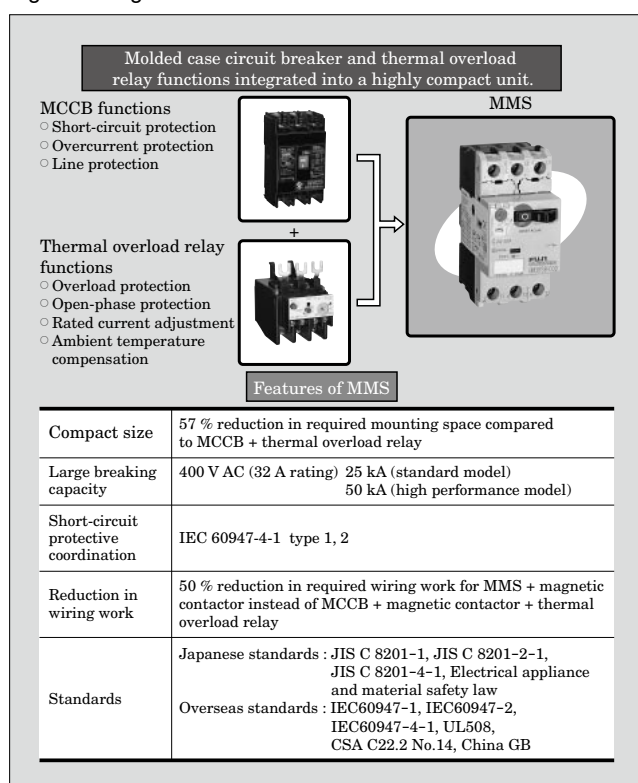 Molded case circuit breaker and thermal overload
relay functions integrated into a highly compact unit.
MCCB functions
○ Short-circuit protection
○ Overcurrent protection
○ Line protection
MMS
+
Thermal overload relay
functions
○ Overload protection
○ Open-phase protection
○ Rated current adjustment
○ Ambient temperature
compensation
FUJI
Features of MMS
Compact size
57 % reduction in required mounting space compared
to MCCB + thermal overload relay
Large breaking
capacity
400 V AC (32 A rating) 25 kA (standard model)
50 kA (high performance model)
Short-circuit
protective
coordination
IEC 60947-4-1 type 1, 2
Reduction in
wiring work
50 % reduction in required wiring work for MMS + magnetic
contactor instead of MCCB + magnetic contactor + thermal
overload relay
Standards
Japanese standards : JIS C 8201-1, JIS C 8201-2-1,
JIS C 8201-4-1, Electrical appliance
and material safety law
Overseas standards : IEC60947-1, IEC60947-2,
IEC60947-4-1, UL508,
CSA C22.2 No.14, China GB